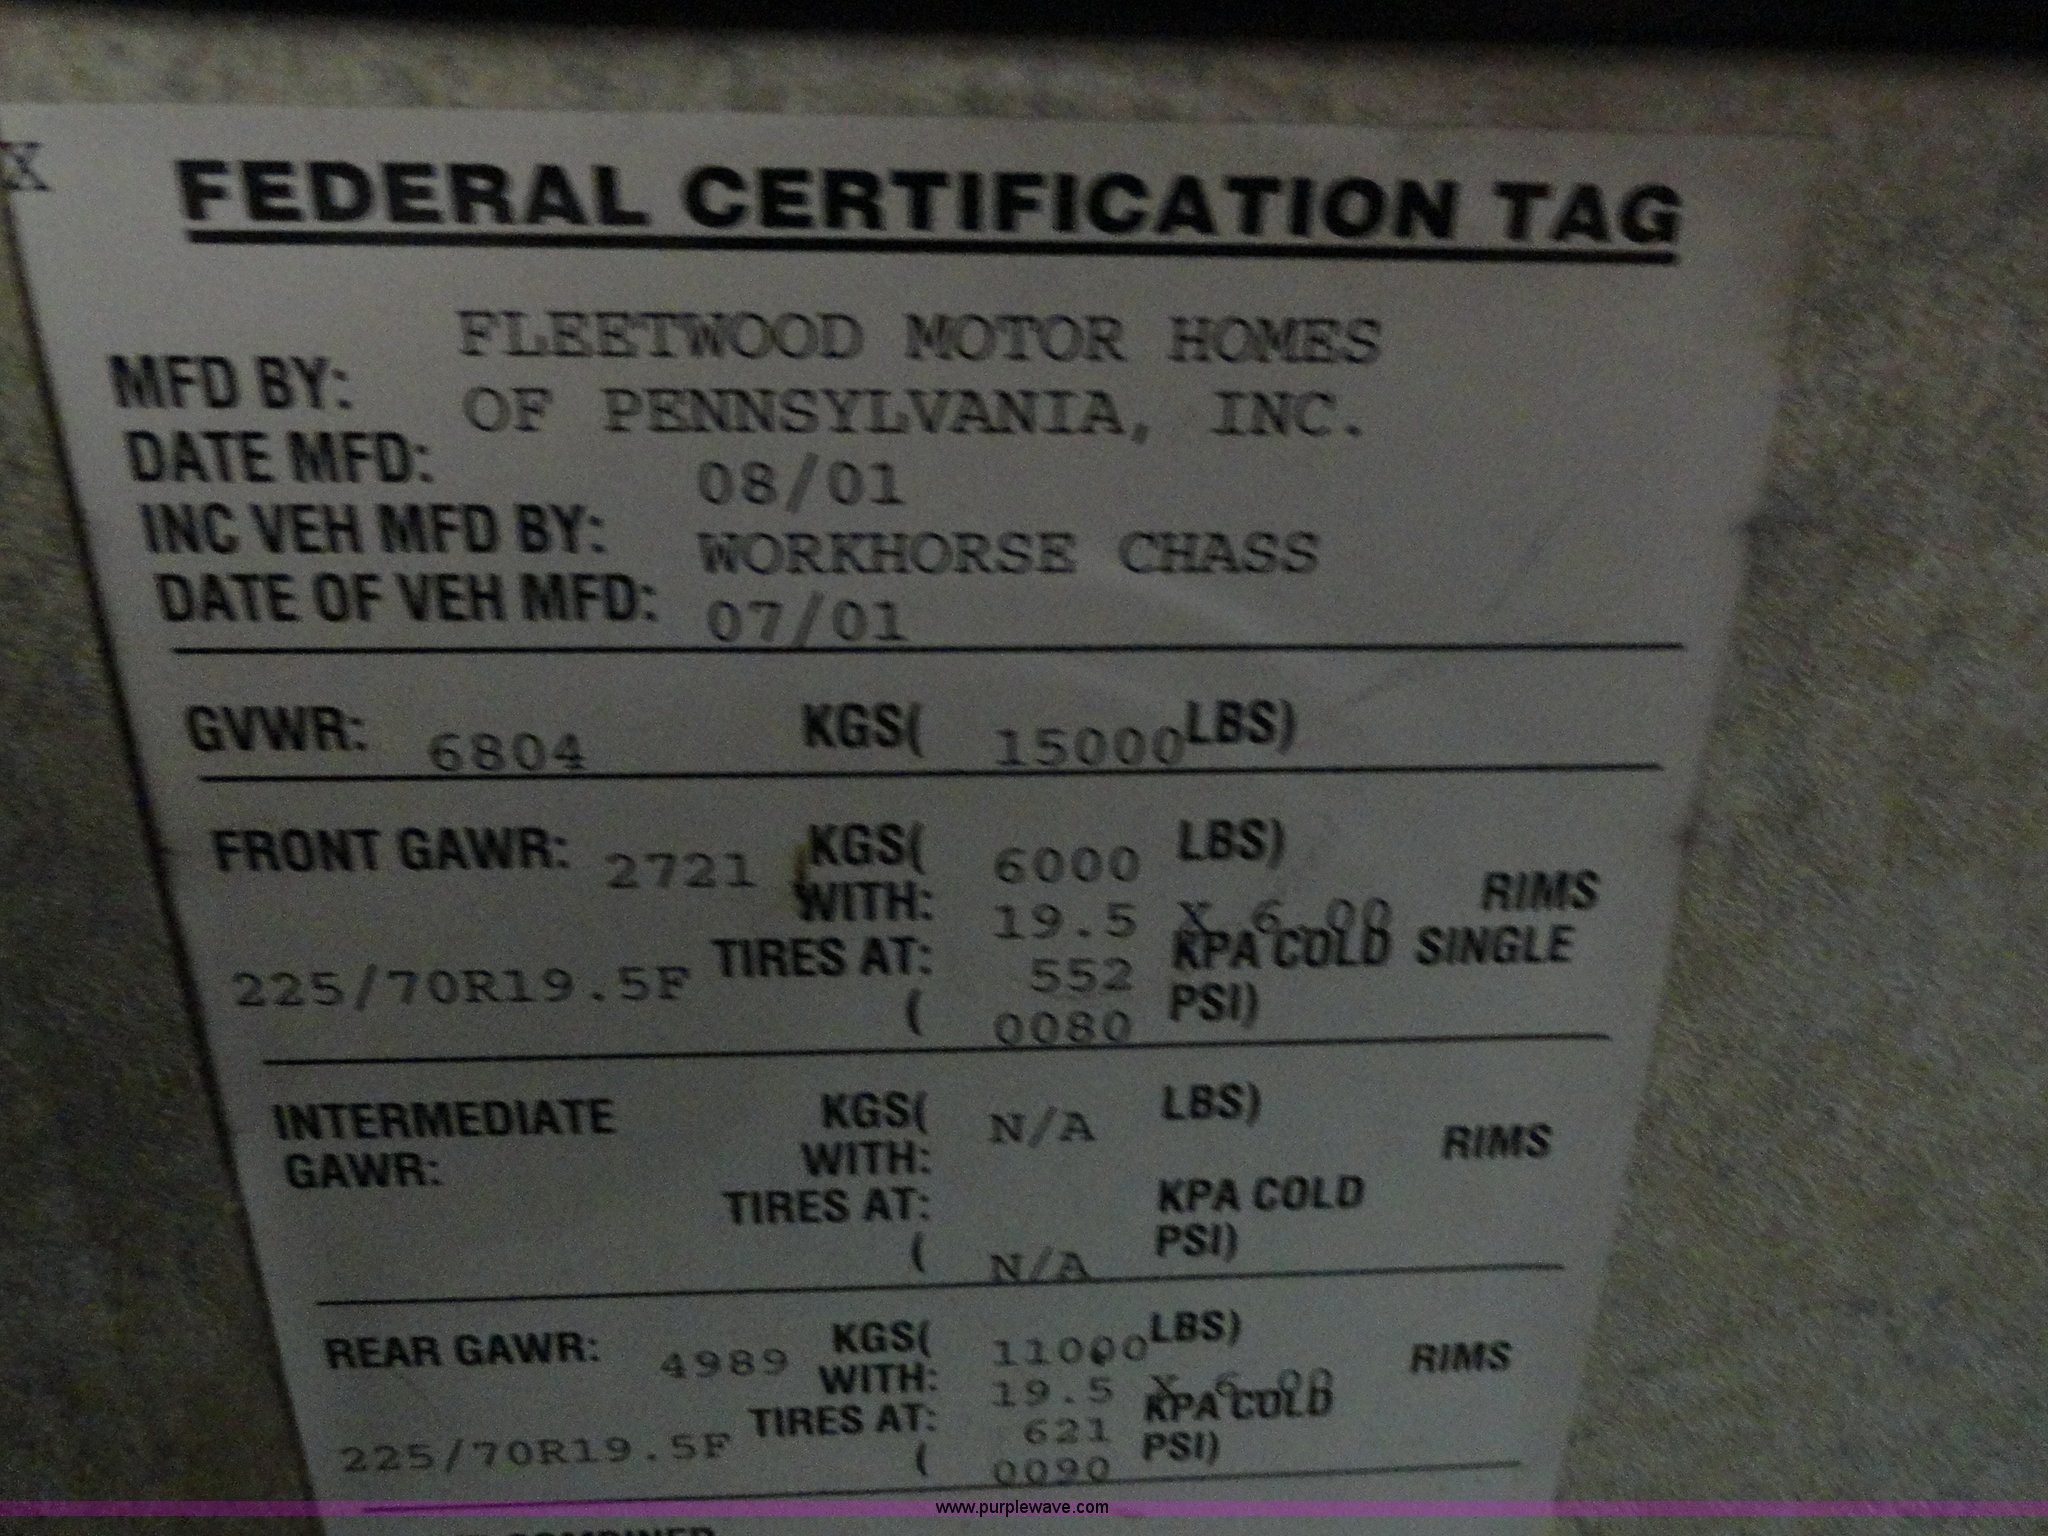 X
FEDERAL CERTIFICATION TAG
MFD BY: FLEETWOOD MOTOR HOMES
OF PENNSYLVANIA, INC.
DATE MFD: 08/01
INC VEH MFD BY: WORKHORSE CHASS
DATE OF VEH MFD: 07/01
GVWR: 6804 KGS( 15000 LBS)
FRONT GAWR: 2721 KGS( 6000 LBS)
WITH: 19.5 X 6.00 RIMS
225/70R19.5F TIRES AT: 552 KPA COLD SINGLE
( 0080 PSI)
INTERMEDIATE KGS( N/A LBS)
GAWR: WITH: RIMS
TIRES AT: KPA COLD
( N/A PSI)
REAR GAWR: 4989 KGS( 11000 LBS)
WITH: 19.5 X 6.00 RIMS
225/70R19.5F TIRES AT: 621 KPA COLD
( 0090 PSI)
www.purplewave.com
COMBINED